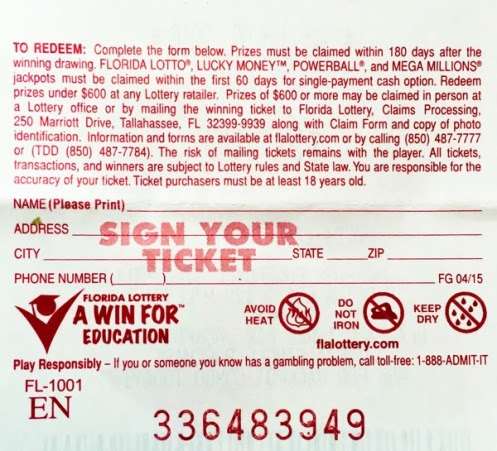 TO REDEEM: Complete the form below. Prizes must be claimed within 180 days after the
winning drawing. FLORIDA LOTTO®, LUCKY MONEY™, POWERBALL®, and MEGA MILLIONS®
jackpots must be claimed within the first 60 days for single-payment cash option. Redeem
prizes under $600 at any Lottery retailer. Prizes of $600 or more may be claimed in person at
a Lottery office or by mailing the winning ticket to Florida Lottery, Claims Processing,
250 Marriott Drive, Tallahassee, FL 32399-9939 along with Claim Form and copy of photo
identification. Information and forms are available at flalottery.com or by calling (850) 487-7777
or (TDD (850) 487-7784). The risk of mailing tickets remains with the player. All tickets,
transactions, and winners are subject to Lottery rules and State law. You are responsible for the
accuracy of your ticket. Ticket purchasers must be at least 18 years old.
NAME (Please Print)
ADDRESS
SIGN YOUR
TICKET
CITY STATE ZIP
PHONE NUMBER ( ) FG 04/15
FLORIDA LOTTERY
A WIN FOR™
EDUCATION
AVOID
HEAT
DO
NOT
IRON
KEEP
DRY
flalottery.com
Play Responsibly – If you or someone you know has a gambling problem, call toll-free: 1-888-ADMIT-IT
FL-1001
EN
336483949